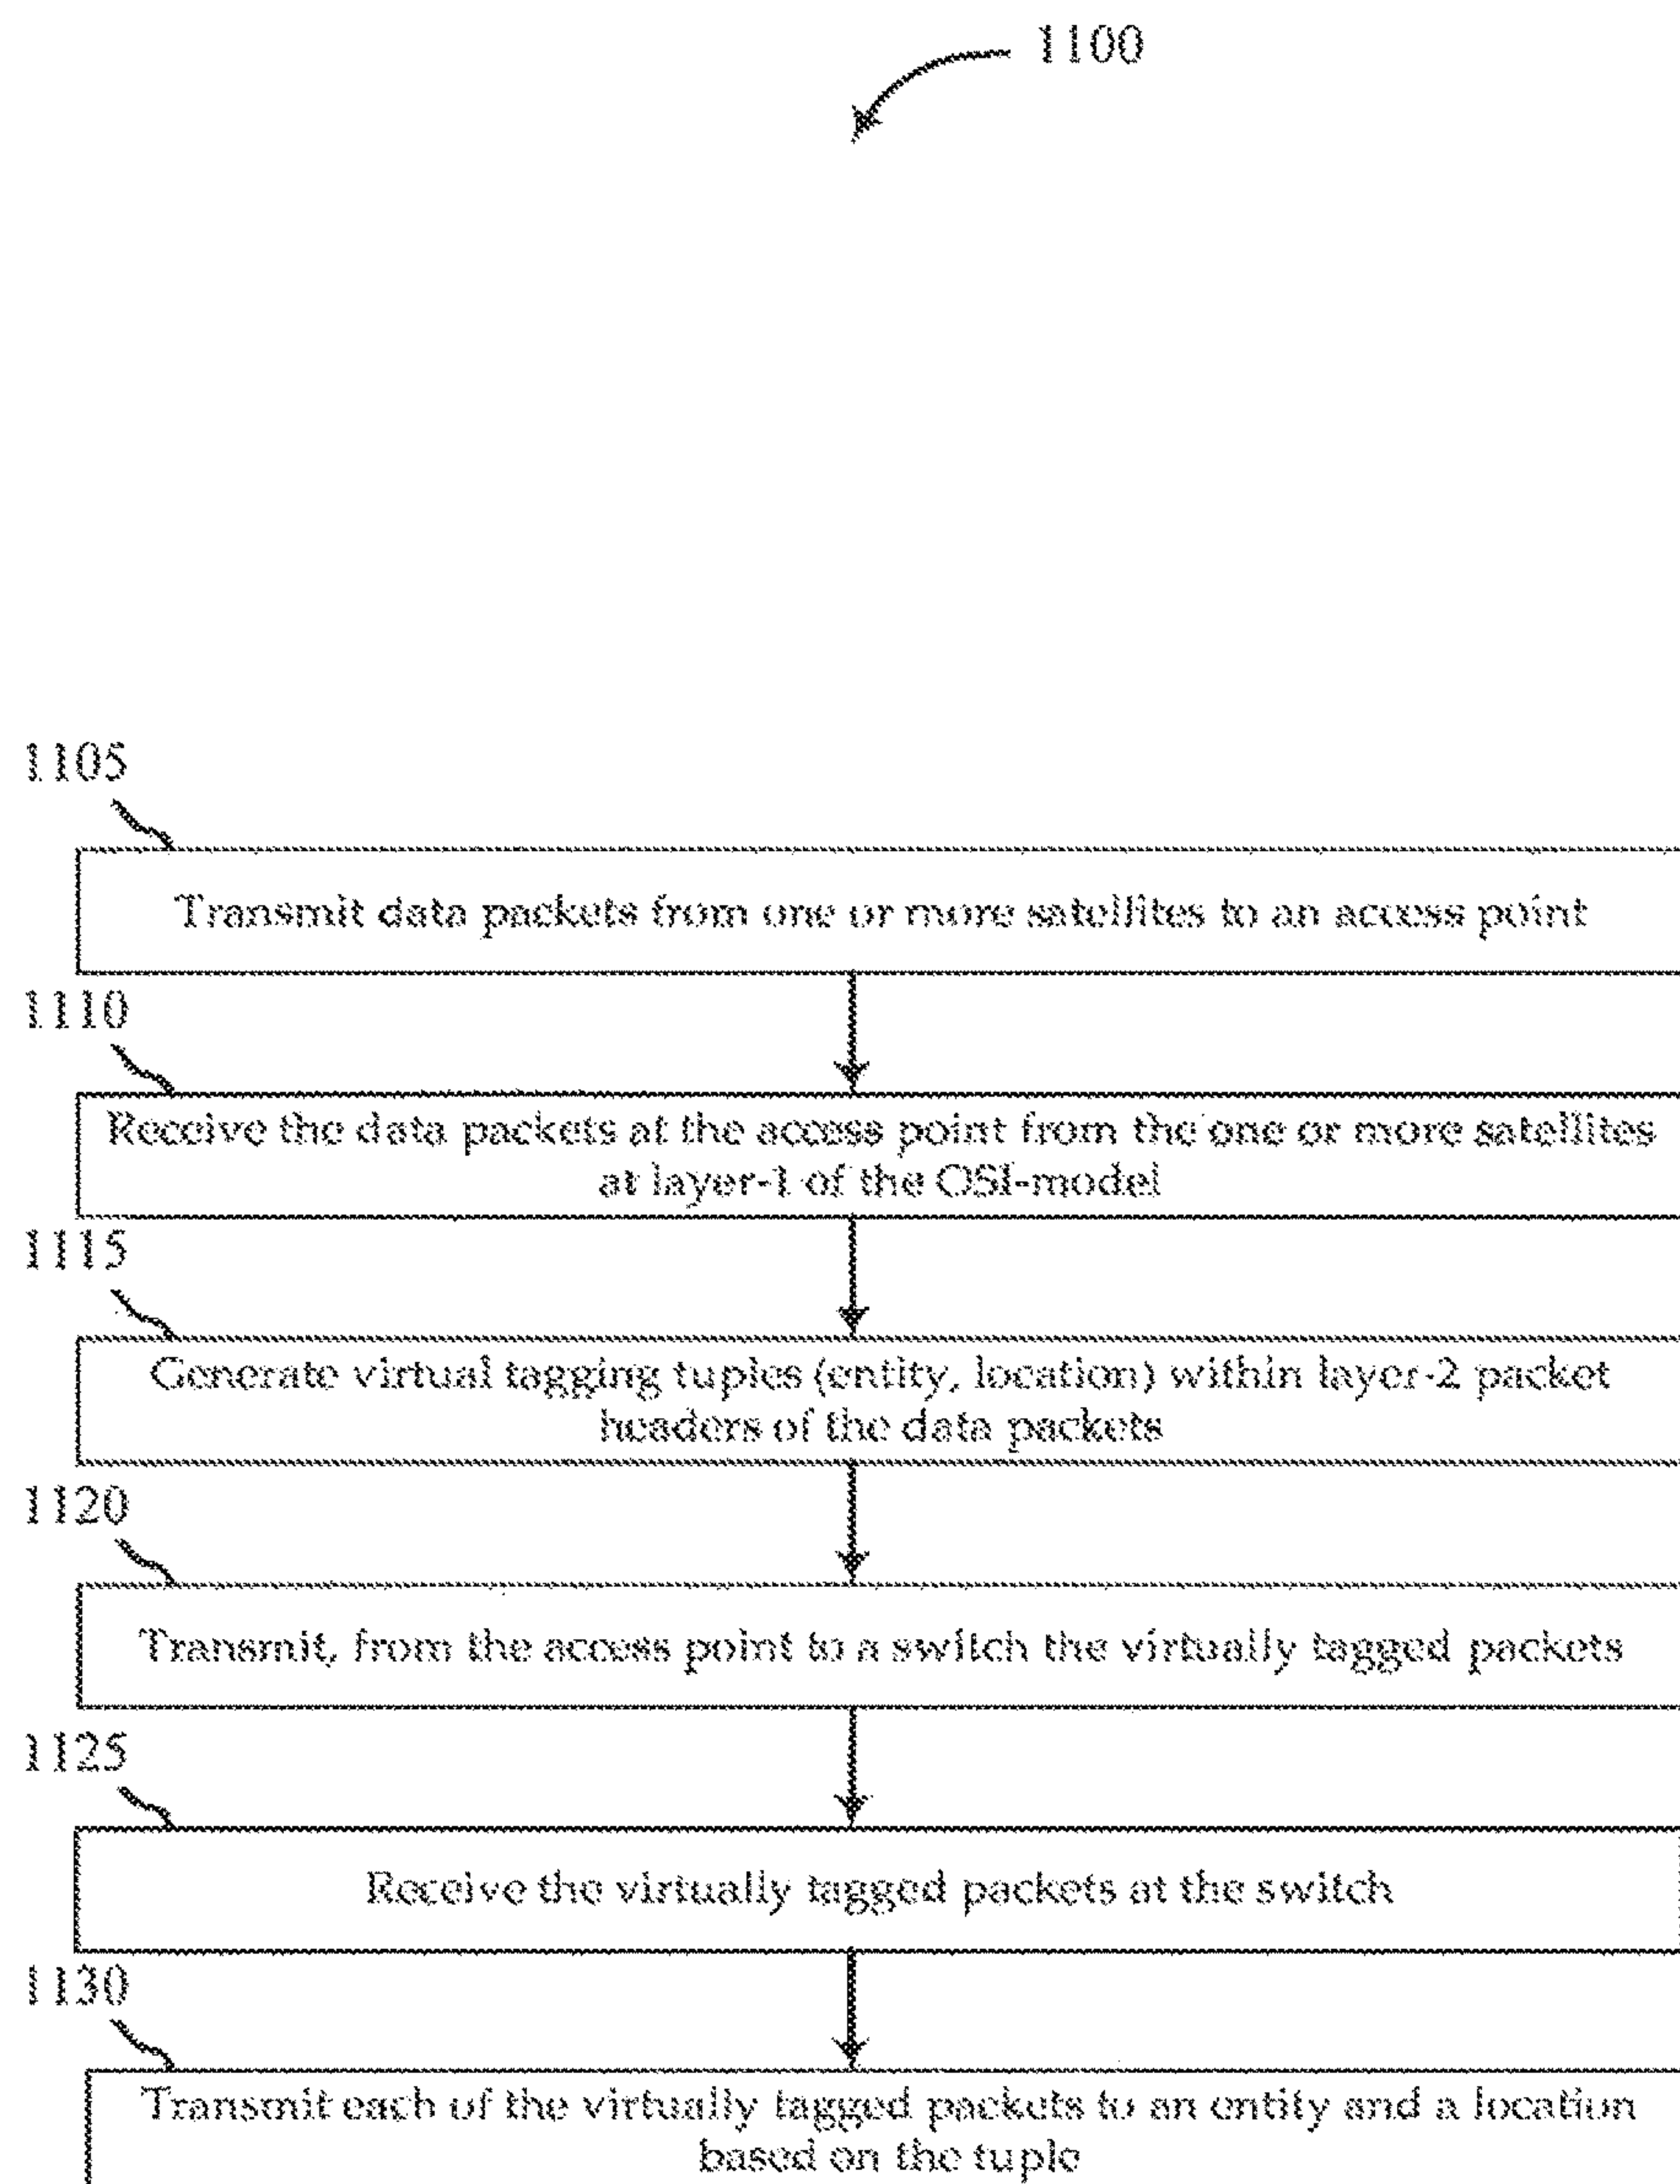 1100
1105
Transmit data packets from one or more satellites to an access point
1110
Receive the data packets at the access point from the one or more satellites
at layer-1 of the OSI-model
1115
Generate virtual tagging tuples (entity, location) within layer-2 packet
headers of the data packets
1120
Transmit, from the access point to a switch the virtually tagged packets
1125
Receive the virtually tagged packets at the switch
1130
Transmit each of the virtually tagged packets to an entity and a location
based on the tuple